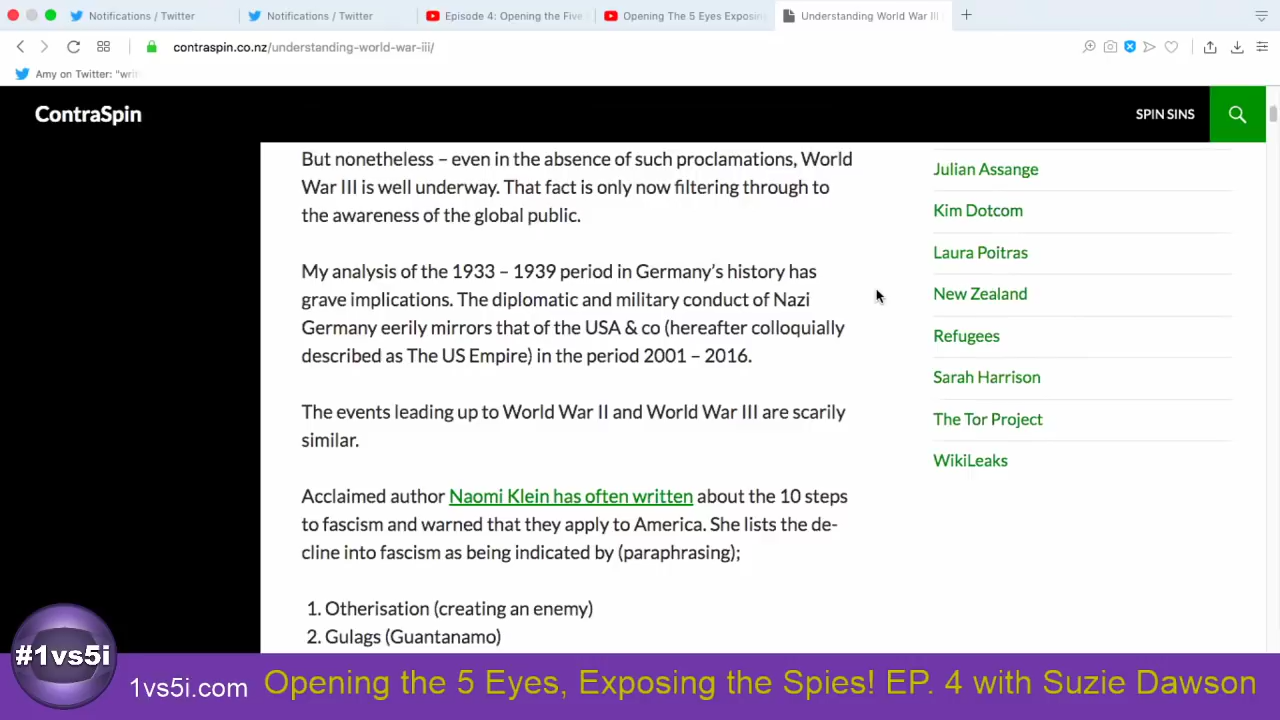 Notifications / Twitter
Notifications / Twitter
Episode 4: Opening the Five
Opening The 5 Eyes Exposin
Understanding World War III
contraspin.co.nz/understanding-world-war-iii/
Amy on Twitter: "writ
ContraSpin
SPIN SINS
But nonetheless – even in the absence of such proclamations, World
War III is well underway. That fact is only now filtering through to
the awareness of the global public.
My analysis of the 1933 – 1939 period in Germany's history has
grave implications. The diplomatic and military conduct of Nazi
Germany eerily mirrors that of the USA & co (hereafter colloquially
described as The US Empire) in the period 2001 – 2016.
The events leading up to World War II and World War III are scarily
similar.
Acclaimed author Naomi Klein has often written about the 10 steps
to fascism and warned that they apply to America. She lists the de-
cline into fascism as being indicated by (paraphrasing);
1. Otherisation (creating an enemy)
2. Gulags (Guantanamo)
Julian Assange
Kim Dotcom
Laura Poitras
New Zealand
Refugees
Sarah Harrison
The Tor Project
WikiLeaks
#1vs5i
1vs5i.com
Opening the 5 Eyes, Exposing the Spies! EP. 4 with Suzie Dawson